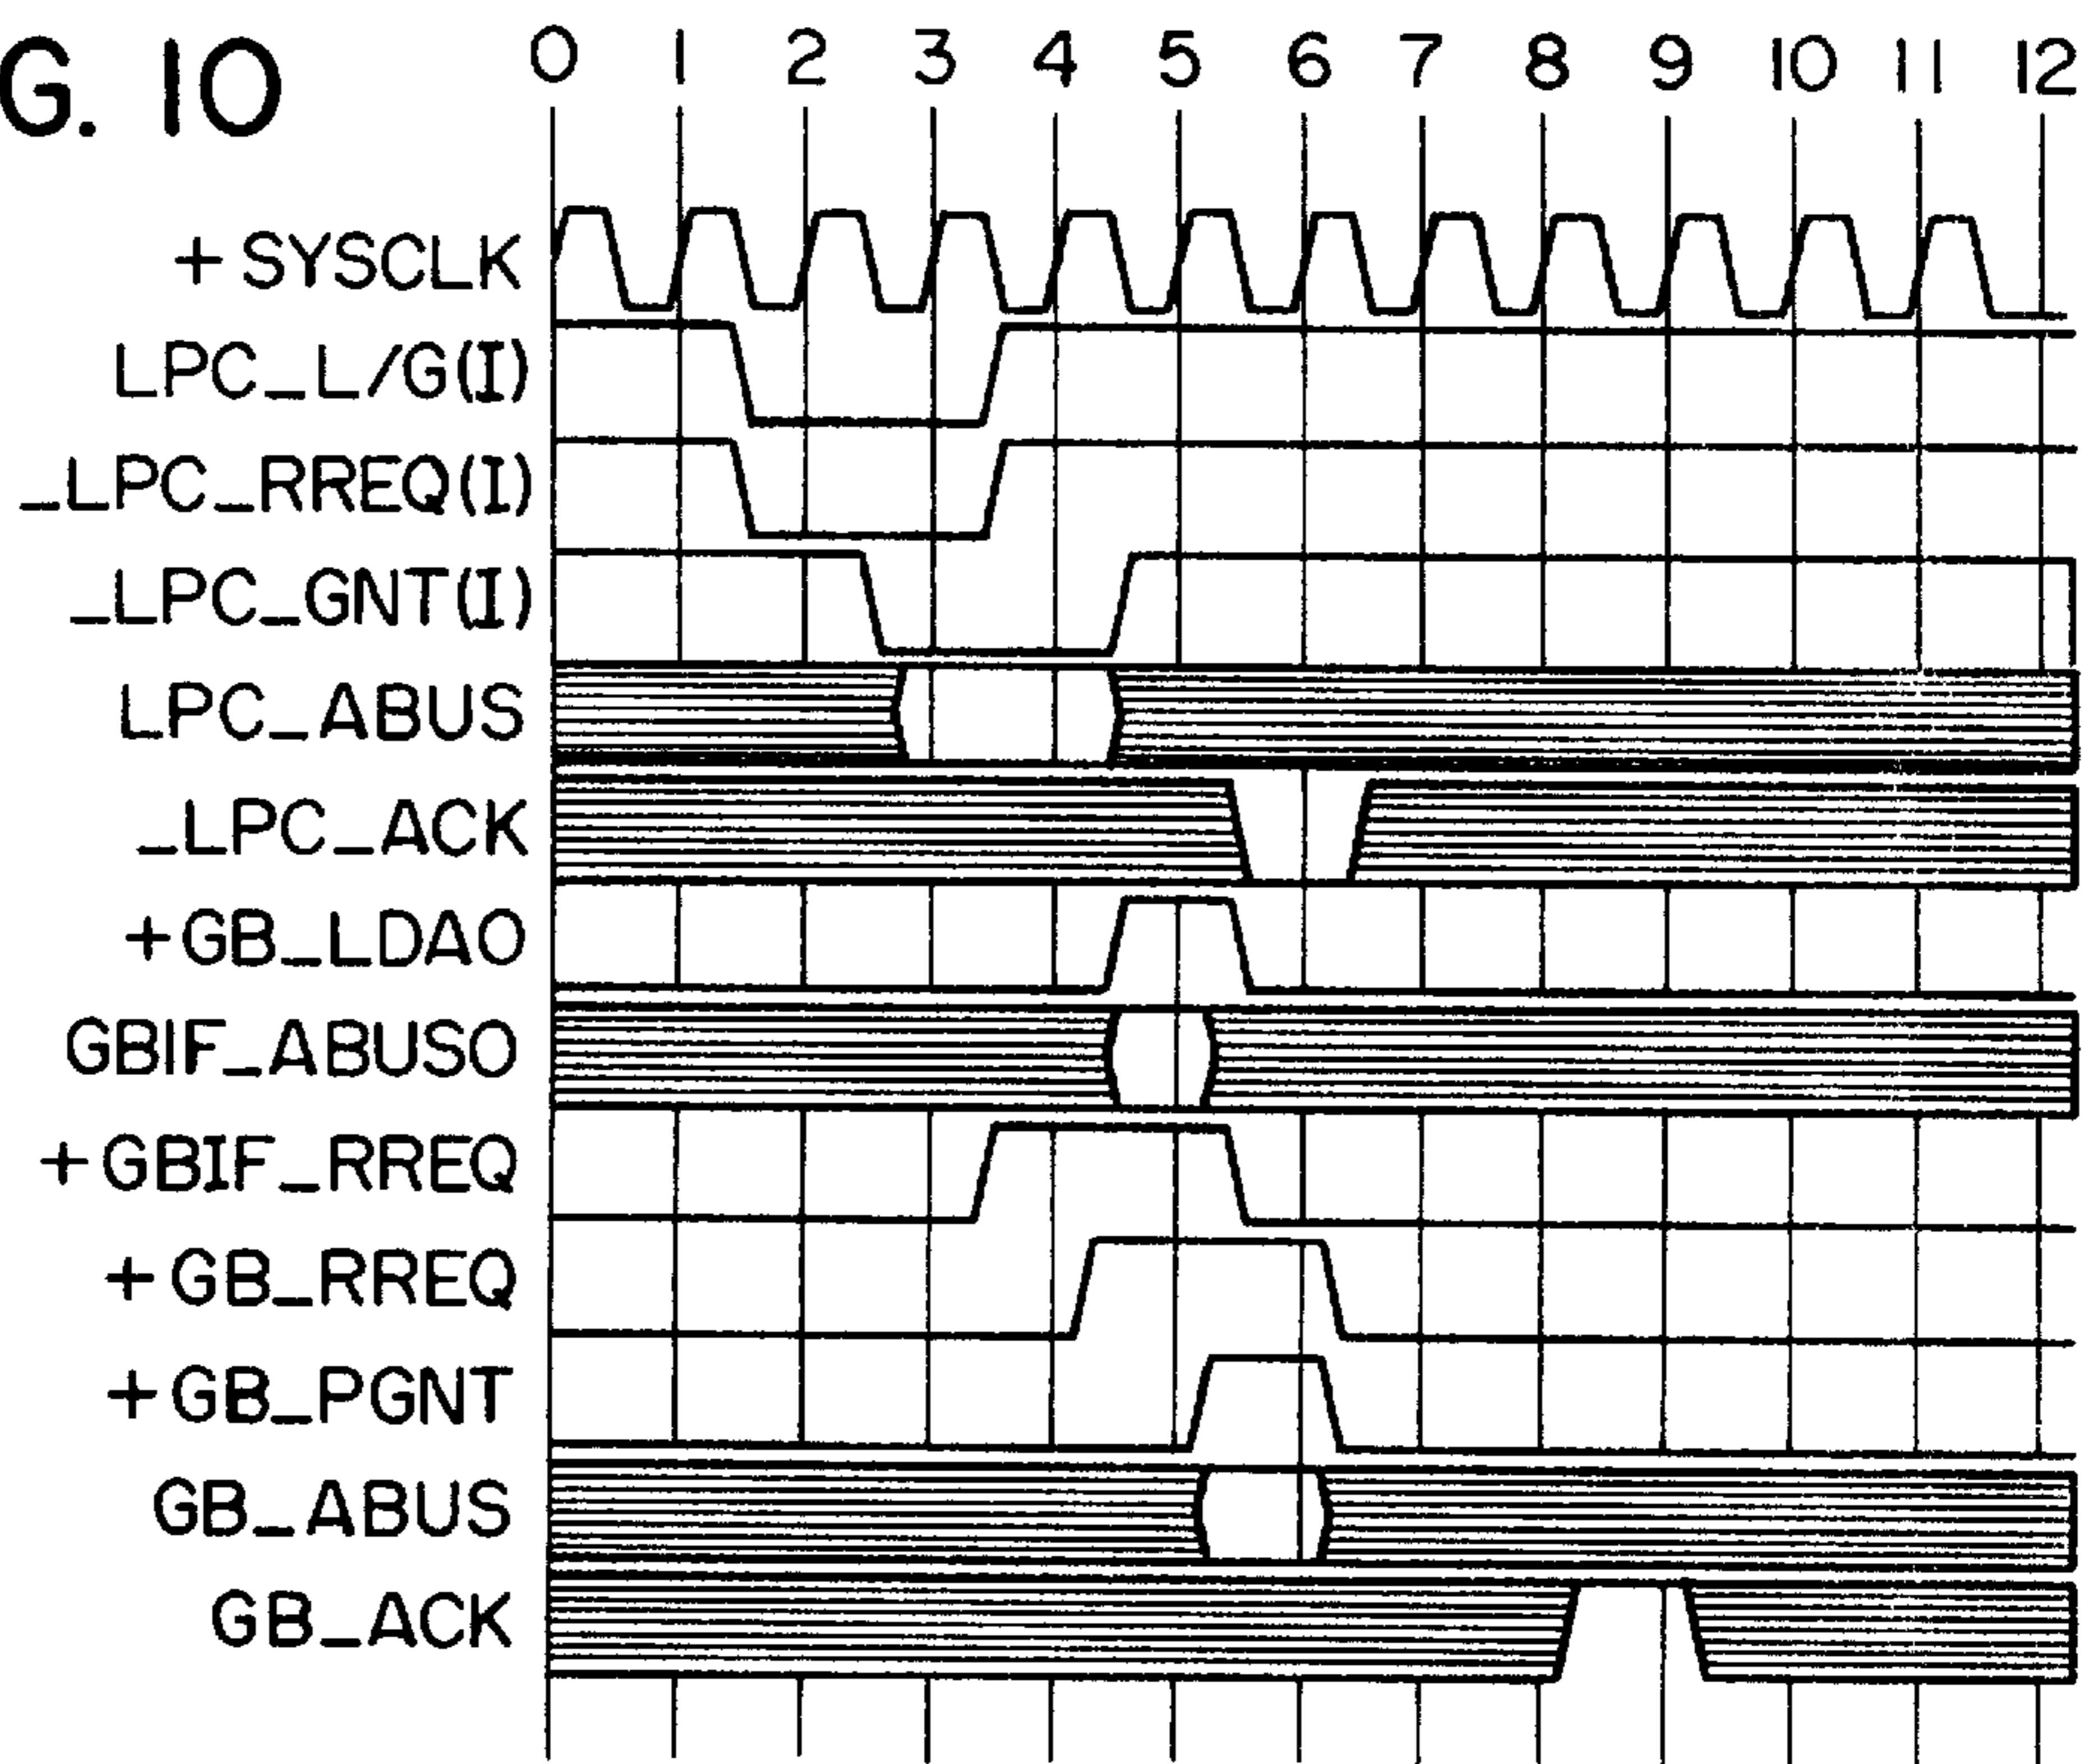 G. 10
0 1 2 3 4 5 6 7 8 9 10 11 12
+SYSCLK
LPC_L/G(I)
_LPC_RREQ(I)
_LPC_GNT(I)
LPC_ABUS
_LPC_ACK
+GB_LDAO
GBIF_ABUSO
+GBIF_RREQ
+GB_RREQ
+GB_PGNT
GB_ABUS
GB_ACK